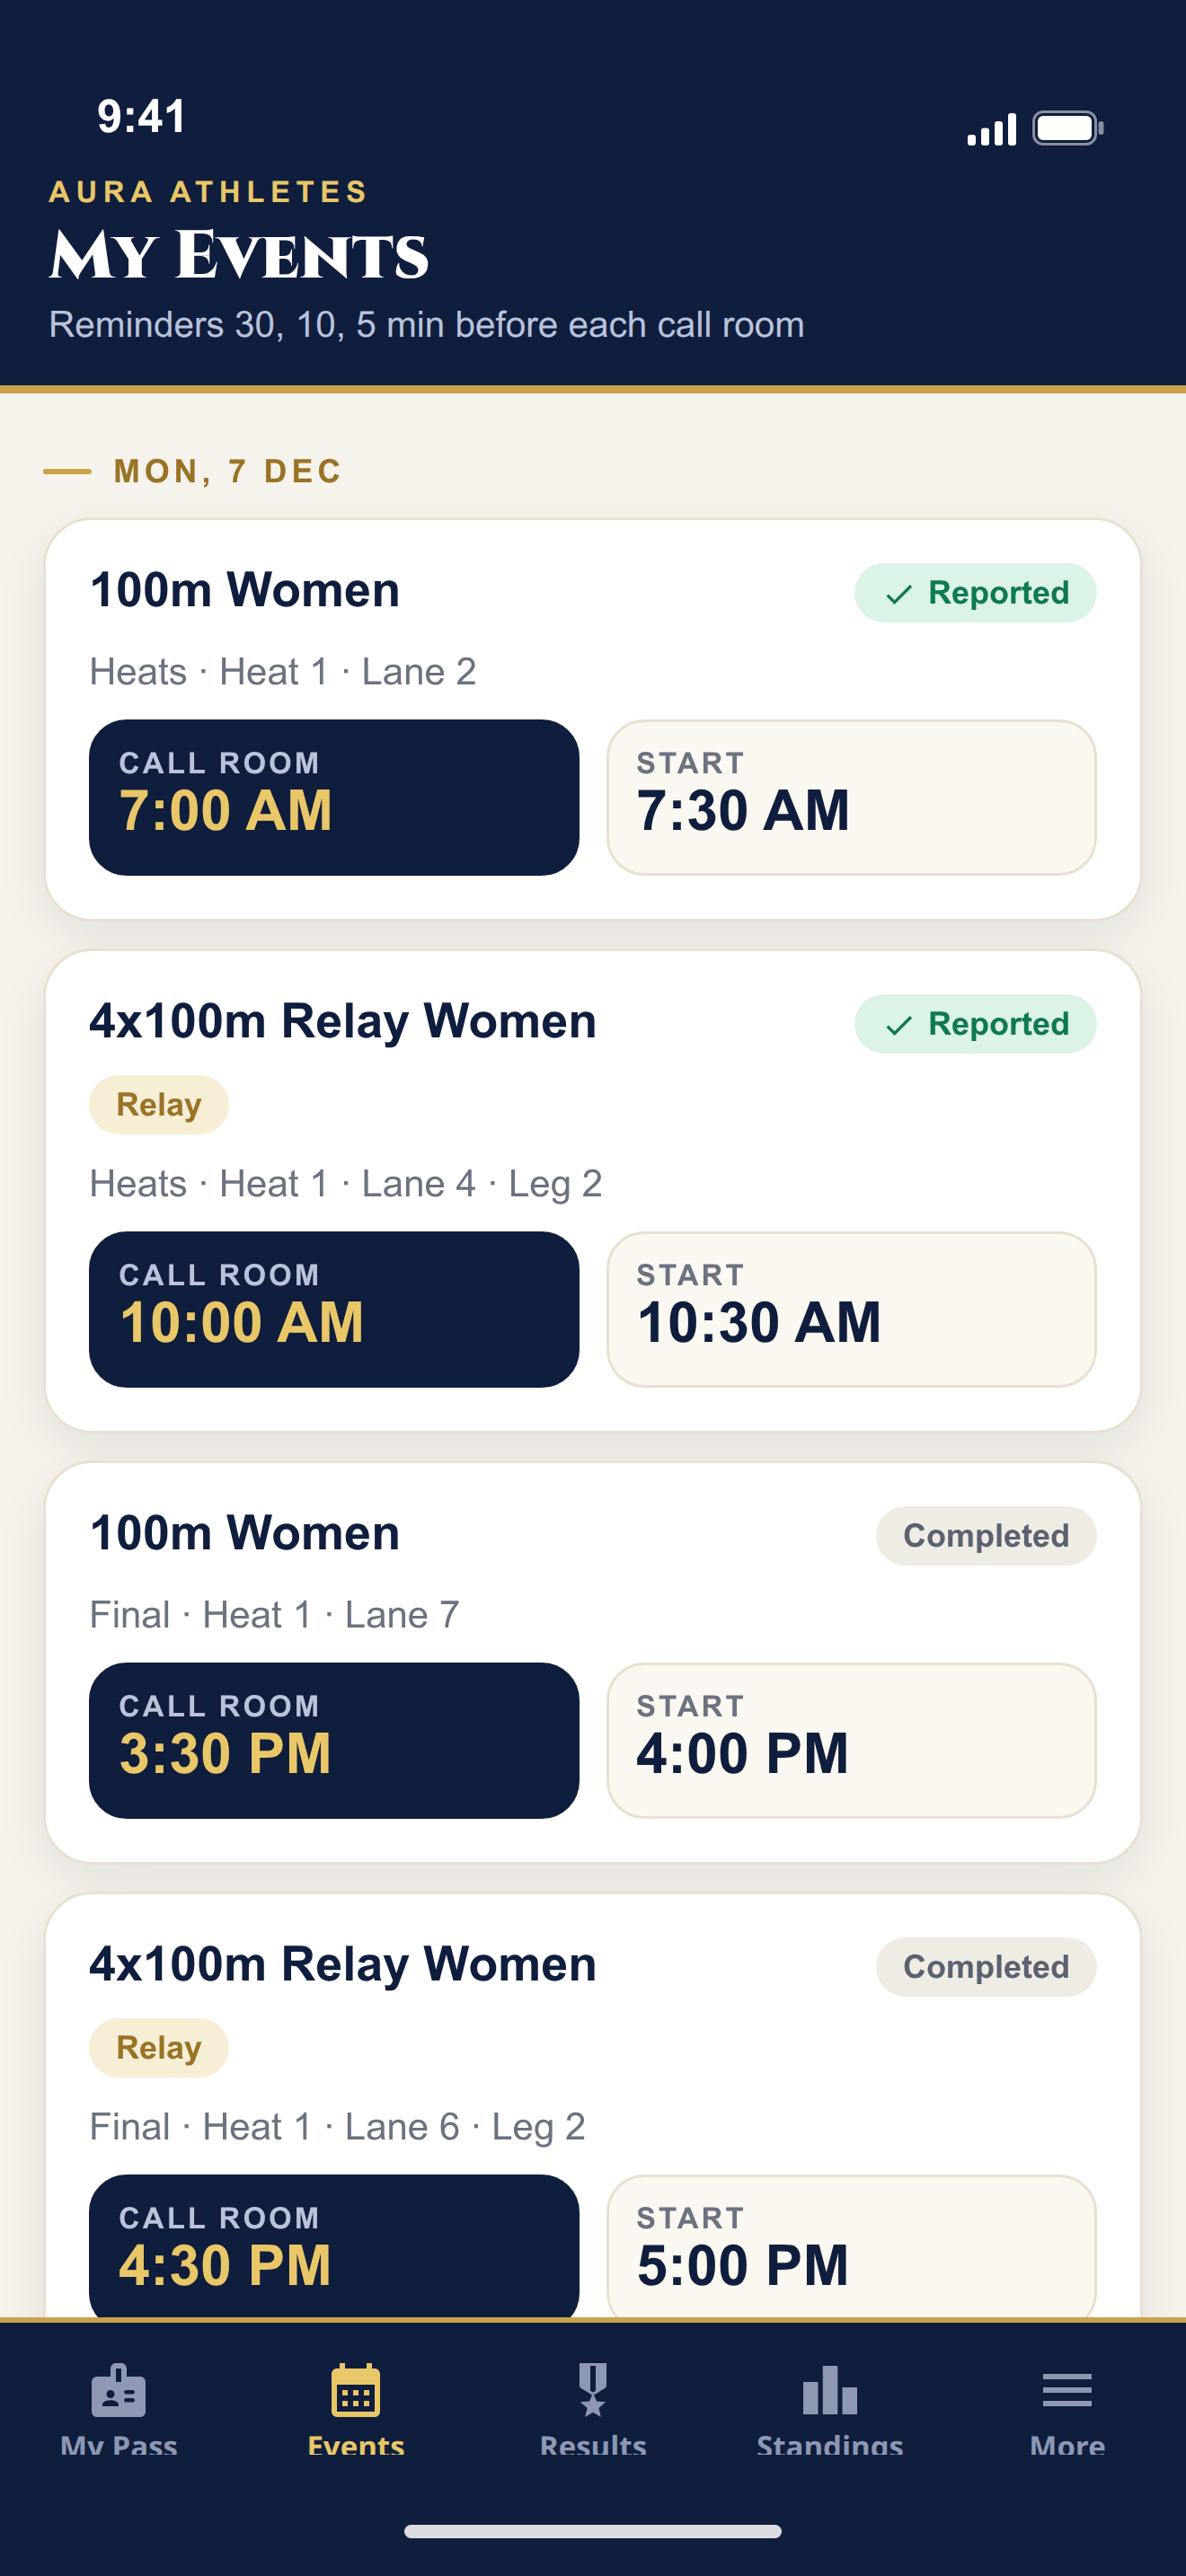 9:41
AURA ATHLETES
My Events
Reminders 30, 10, 5 min before each call room
MON, 7 DEC
100m Women
Reported
Heats · Heat 1 · Lane 2
CALL ROOM
7:00 AM
START
7:30 AM
4x100m Relay Women
Reported
Relay
Heats · Heat 1 · Lane 4 · Leg 2
CALL ROOM
10:00 AM
START
10:30 AM
100m Women
Completed
Final · Heat 1 · Lane 7
CALL ROOM
3:30 PM
START
4:00 PM
4x100m Relay Women
Completed
Relay
Final · Heat 1 · Lane 6 · Leg 2
CALL ROOM
4:30 PM
START
5:00 PM
My Pass
Events
Results
Standings
More